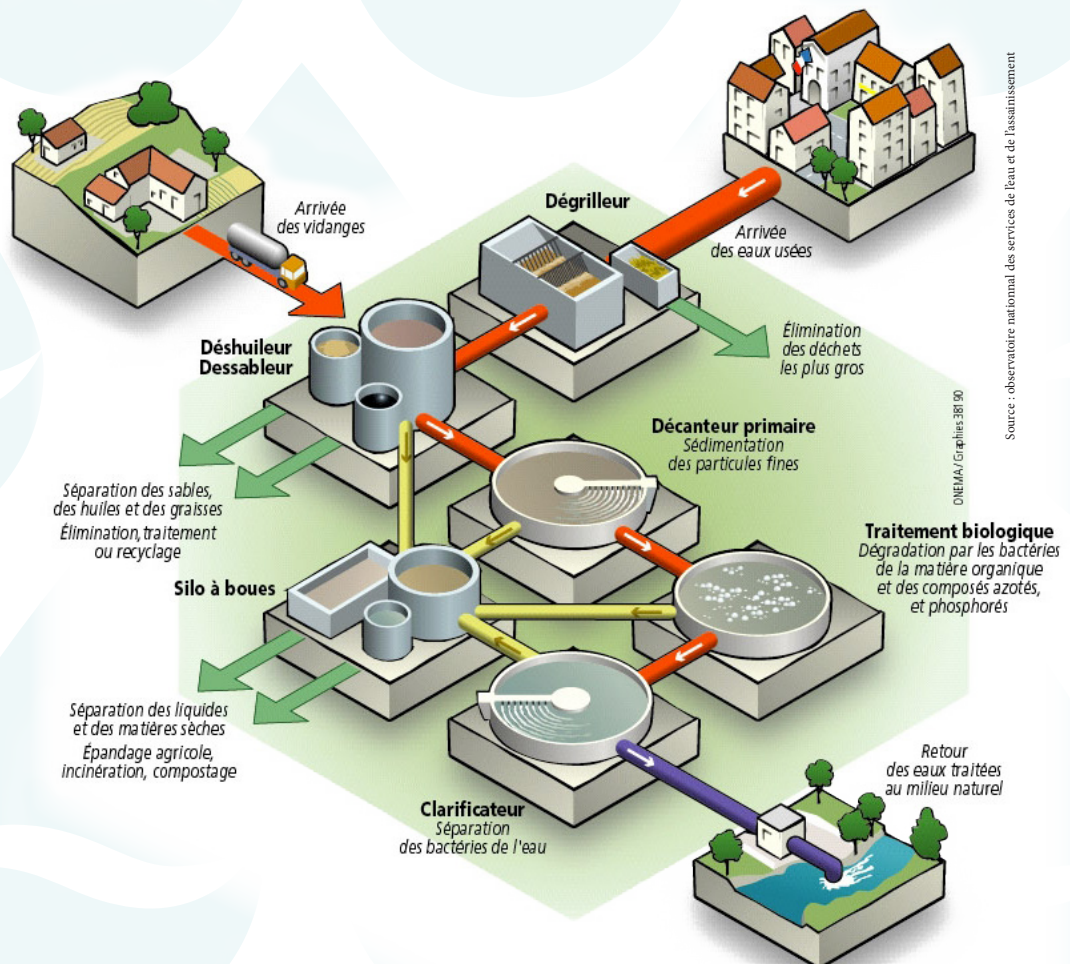 Arrivée
des vidanges
Dégrilleur
Arrivée
des eaux usées
Élimination
des déchets
les plus gros
Déshuileur
Dessableur
Séparation des sables,
des huiles et des graisses
Élimination, traitement
ou recyclage
Décanteur primaire
Sédimentation
des particules fines
Traitement biologique
Dégradation par les bactéries
de la matière organique
et des composés azotés,
et phosphorés
Silo à boues
Séparation des liquides
et des matières sèches
Épandage agricole,
incinération, compostage
Clarificateur
Séparation
des bactéries de l'eau
Retour
des eaux traitées
au milieu naturel
ONEMA / Graphies 38190
Source : observatoire nationnal des services de l'eau et de l'assainissement